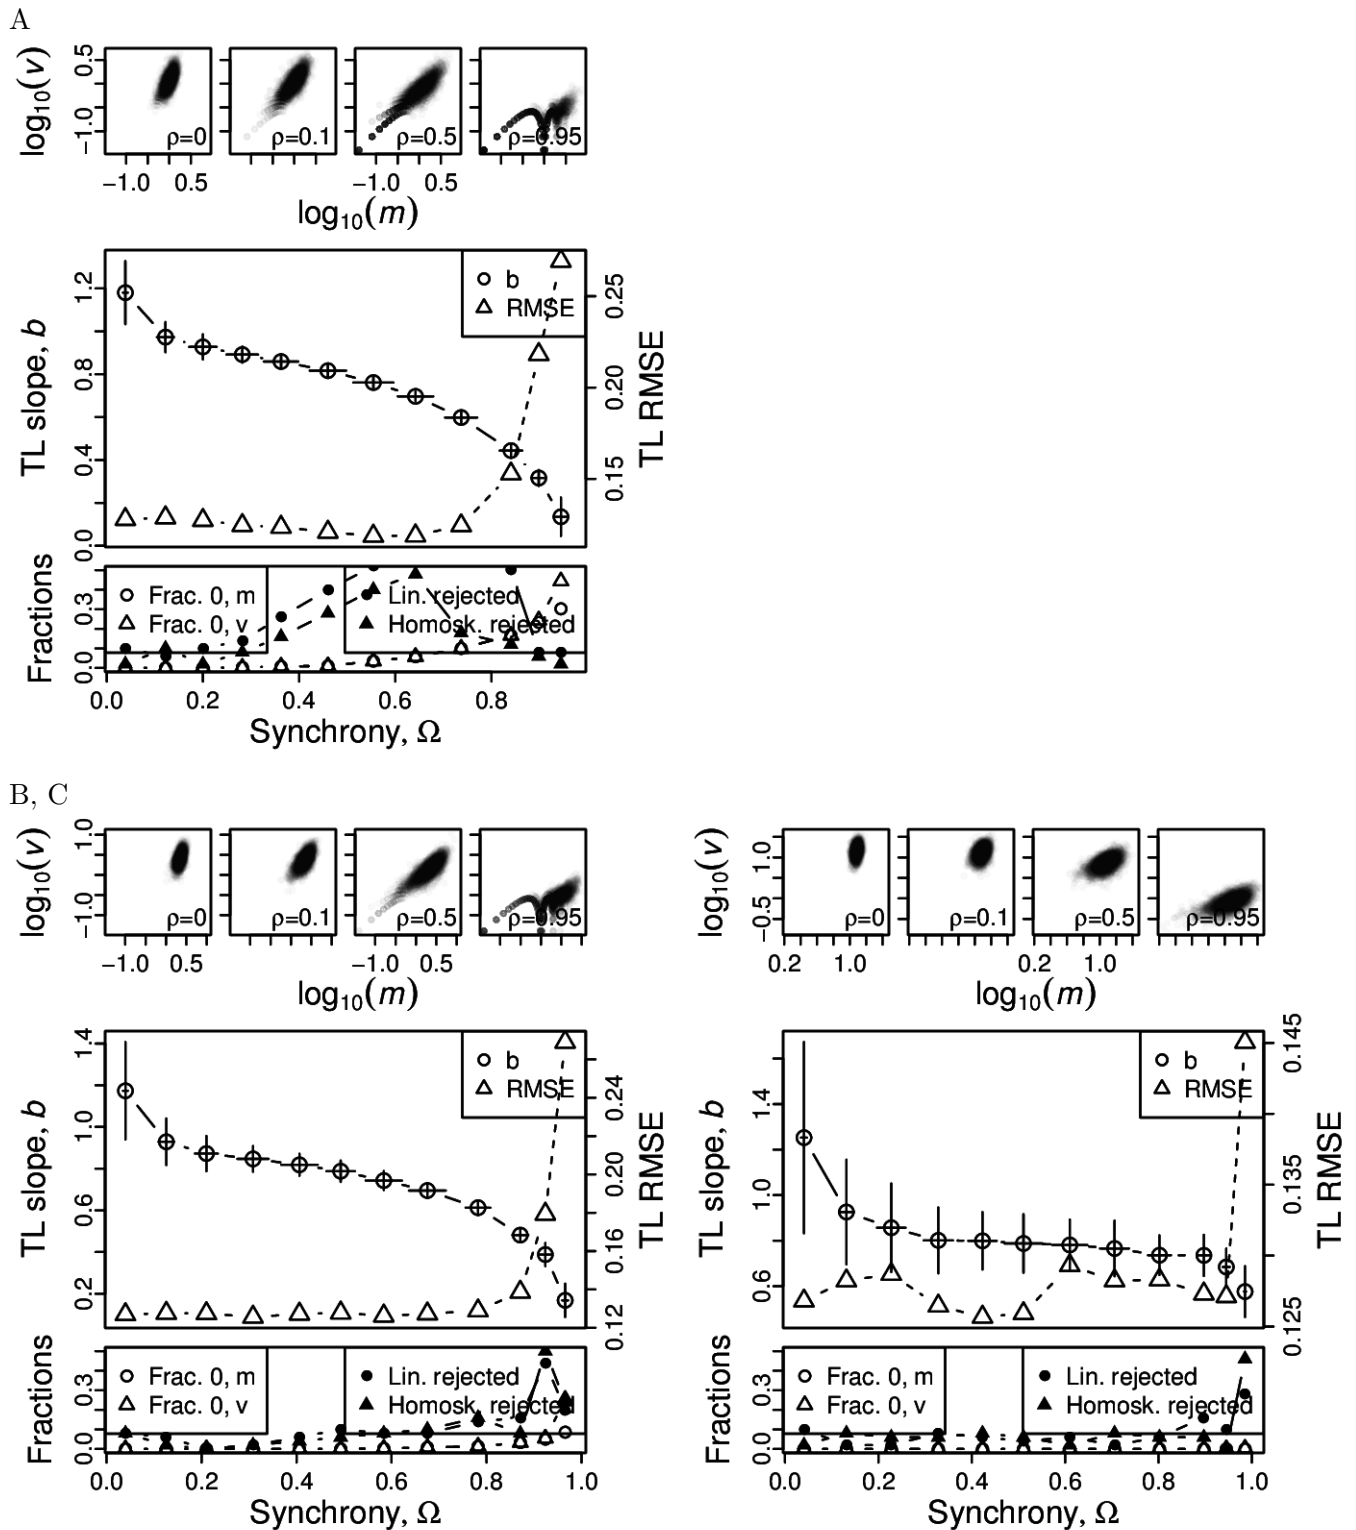 A
log10(v)
0.5
-1.0
ρ=0
ρ=0.1
ρ=0.5
ρ=0.95
-1.0 0.5
-1.0 0.5
log10(m)
TL slope, b
1.2
0.8
0.4
0.0
b
RMSE
0.25
0.20
0.15
TL RMSE
Fractions
0.3
0.0
Frac. 0, m
Frac. 0, v
Lin. rejected
Homosk. rejected
0.0 0.2 0.4 0.6 0.8
Synchrony, Ω
B, C
log10(v)
1.0
-1.0
ρ=0
ρ=0.1
ρ=0.5
ρ=0.95
-1.0 0.5
-1.0 0.5
log10(m)
TL slope, b
1.4
1.0
0.6
0.2
b
RMSE
0.24
0.20
0.16
0.12
TL RMSE
Fractions
0.3
0.0
Frac. 0, m
Frac. 0, v
Lin. rejected
Homosk. rejected
0.0 0.2 0.4 0.6 0.8 1.0
Synchrony, Ω
log10(v)
1.0
-0.5
ρ=0
ρ=0.1
ρ=0.5
ρ=0.95
0.2 1.0
0.2 1.0
log10(m)
TL slope, b
1.4
1.0
0.6
b
RMSE
0.145
0.135
0.125
TL RMSE
Fractions
0.3
0.0
Frac. 0, m
Frac. 0, v
Lin. rejected
Homosk. rejected
0.0 0.2 0.4 0.6 0.8 1.0
Synchrony, Ω